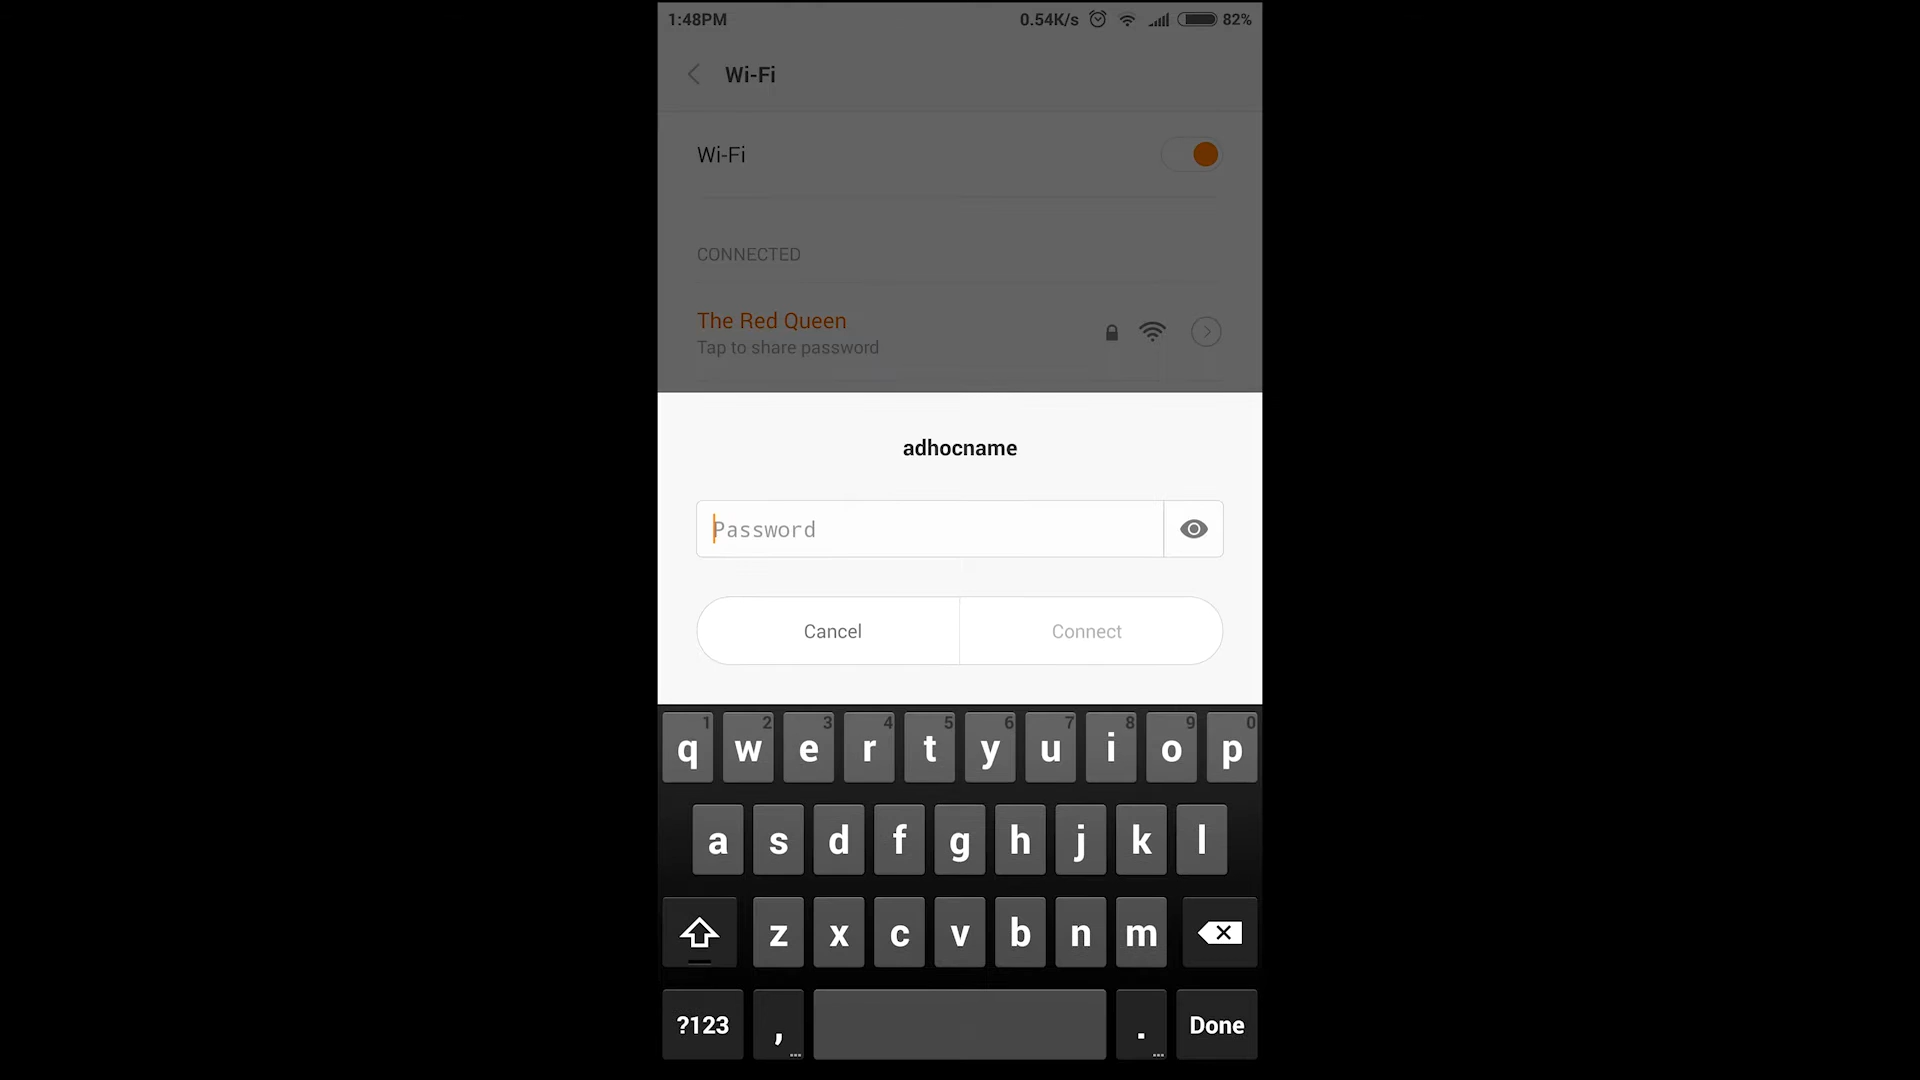 1:48PM 0.54K/s 82%
Wi-Fi
Wi-Fi
CONNECTED
The Red Queen
Tap to share password
adhocname
Password
Cancel Connect
1 2 3 4 5 6 7 8 9 0
q w e r t y u i o p
a s d f g h j k l
z x c v b n m
?123 , ... . ... Done